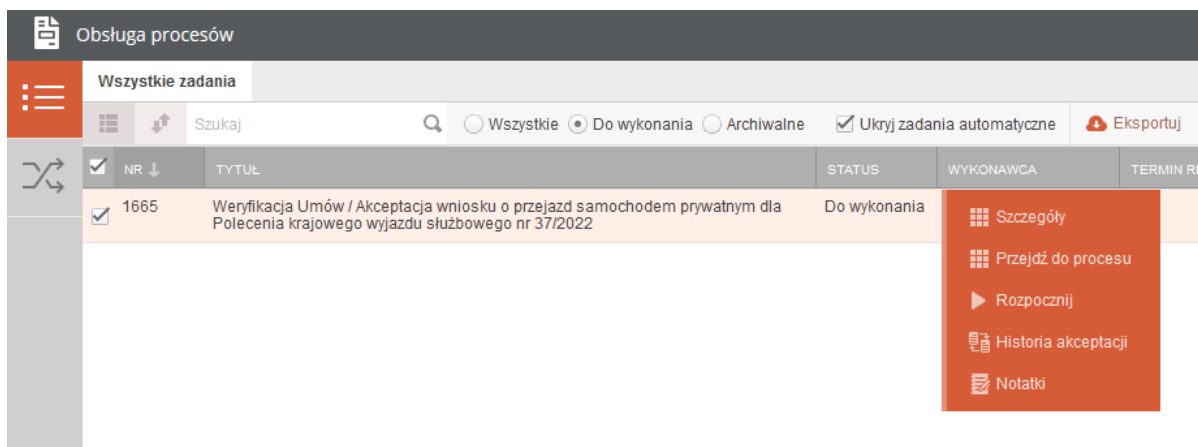 Obsługa procesów
Wszystkie zadania
Szukaj Wszystkie Do wykonania Archiwalne Ukryj zadania automatyczne Eksportuj
NR TYTUŁ STATUS WYKONAWCA TERMIN
1665 Weryfikacja Umów / Akceptacja wniosku o przejazd samochodem prywatnym dla Do wykonania
Polecenia krajowego wyjazdu służbowego nr 37/2022
Szczegóły
Przejdź do procesu
Rozpocznij
Historia akceptacji
Notatki